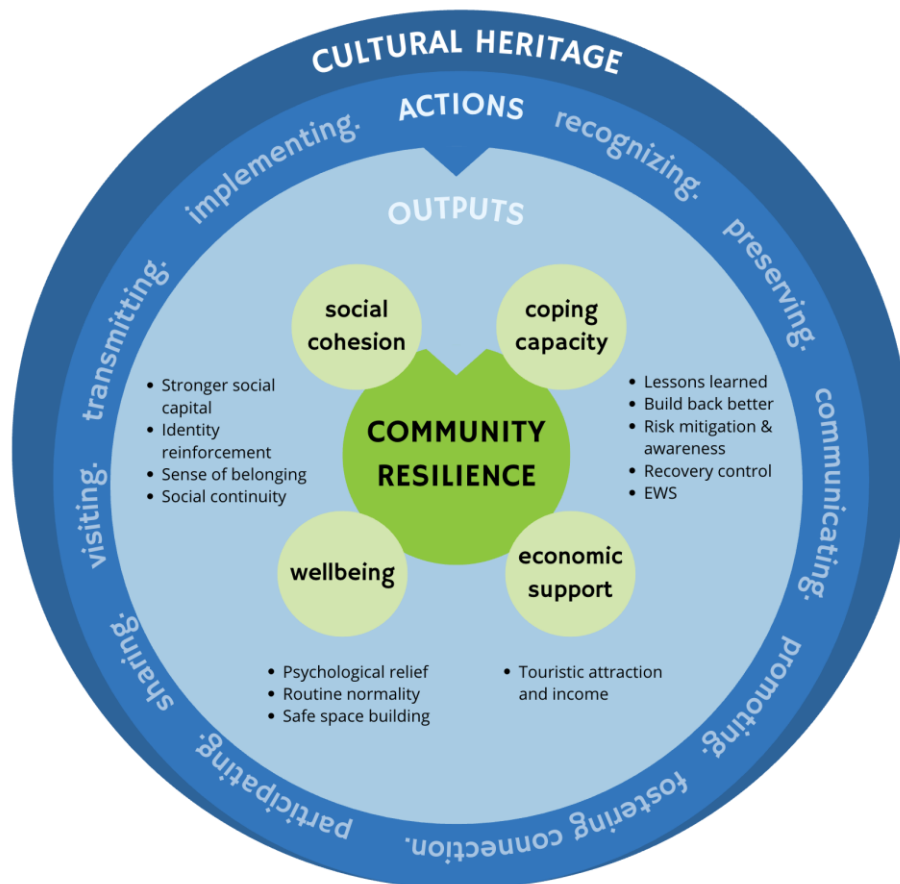 CULTURAL HERITAGE
ACTIONS
recognizing.
preserving.
communicating.
promoting.
fostering connection.
participating.
sharing.
visiting.
transmitting.
implementing.
OUTPUTS
social
cohesion
coping
capacity
• Stronger social
capital
• Identity
reinforcement
• Sense of belonging
• Social continuity
COMMUNITY
RESILIENCE
• Lessons learned
• Build back better
• Risk mitigation &
awareness
• Recovery control
• EWS
wellbeing
economic
support
• Psychological relief
• Routine normality
• Safe space building
• Touristic attraction
and income